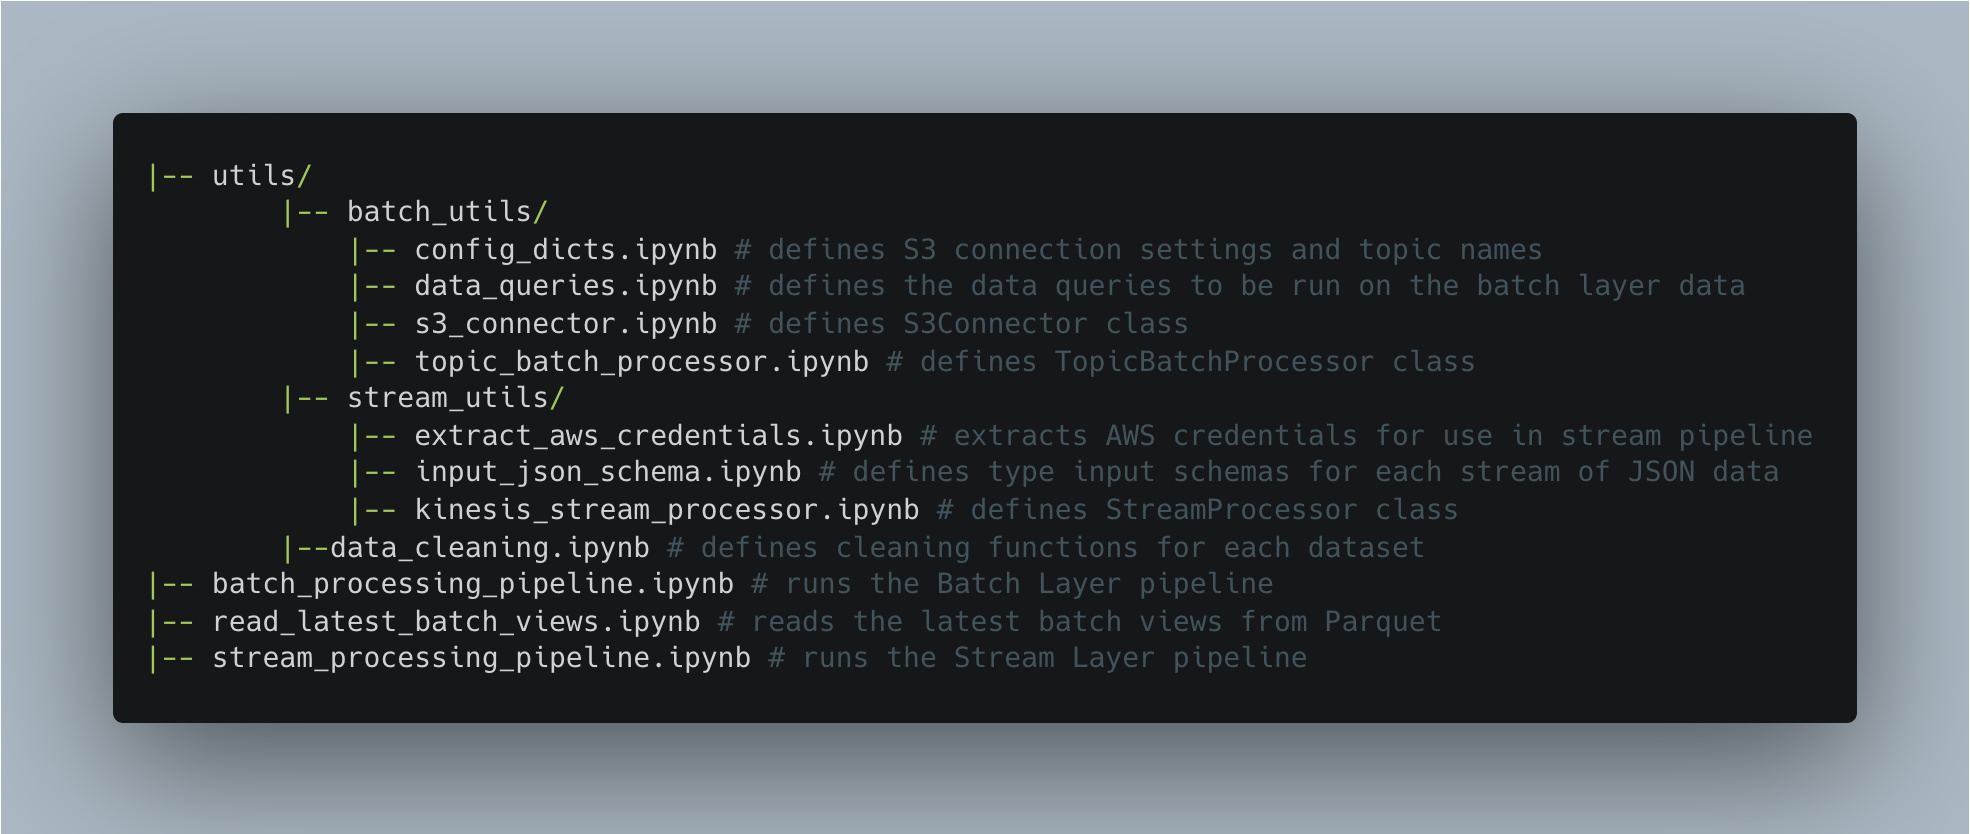 |-- utils/
        |-- batch_utils/
            |-- config_dicts.ipynb # defines S3 connection settings and topic names
            |-- data_queries.ipynb # defines the data queries to be run on the batch layer data
            |-- s3_connector.ipynb # defines S3Connector class
            |-- topic_batch_processor.ipynb # defines TopicBatchProcessor class
        |-- stream_utils/
            |-- extract_aws_credentials.ipynb # extracts AWS credentials for use in stream pipeline
            |-- input_json_schema.ipynb # defines type input schemas for each stream of JSON data
            |-- kinesis_stream_processor.ipynb # defines StreamProcessor class
        |--data_cleaning.ipynb # defines cleaning functions for each dataset
|-- batch_processing_pipeline.ipynb # runs the Batch Layer pipeline
|-- read_latest_batch_views.ipynb # reads the latest batch views from Parquet
|-- stream_processing_pipeline.ipynb # runs the Stream Layer pipeline